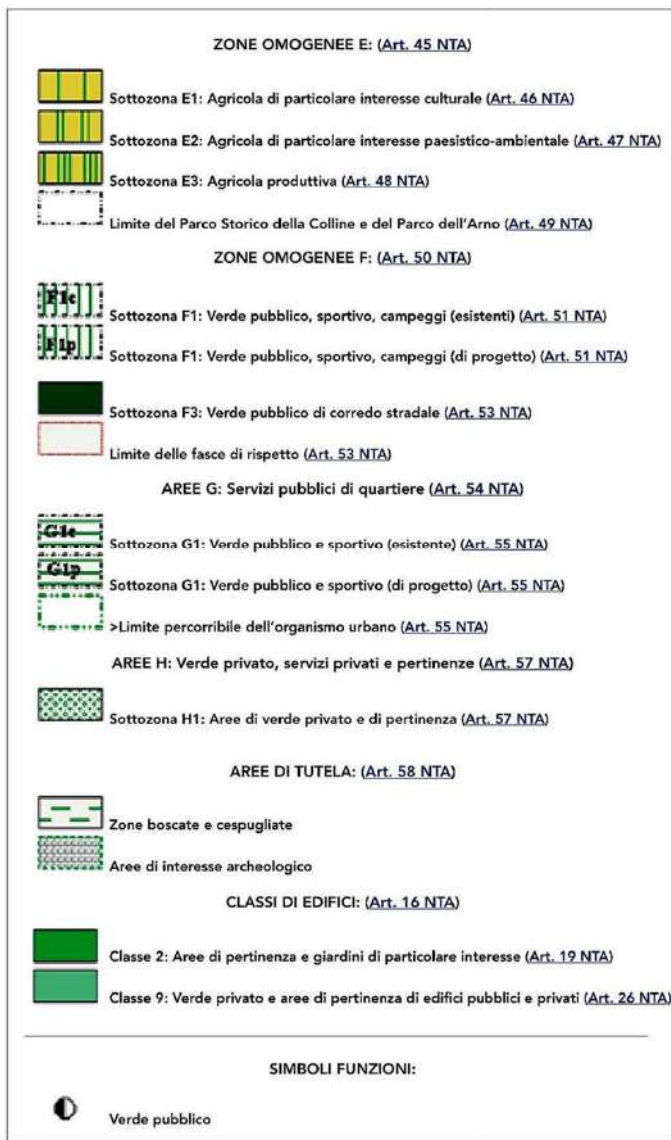 ZONE OMOGENEE E: (Art. 45 NTA)
Sottozona E1: Agricola di particolare interesse culturale (Art. 46 NTA)
Sottozona E2: Agricola di particolare interesse paesistico-ambientale (Art. 47 NTA)
Sottozona E3: Agricola produttiva (Art. 48 NTA)
Limite del Parco Storico della Colline e del Parco dell'Arno (Art. 49 NTA)
ZONE OMOGENEE F: (Art. 50 NTA)
F1e Sottozona F1: Verde pubblico, sportivo, campeggi (esistenti) (Art. 51 NTA)
F1p Sottozona F1: Verde pubblico, sportivo, campeggi (di progetto) (Art. 51 NTA)
Sottozona F3: Verde pubblico di corredo stradale (Art. 53 NTA)
Limite delle fasce di rispetto (Art. 53 NTA)
AREE G: Servizi pubblici di quartiere (Art. 54 NTA)
G1e Sottozona G1: Verde pubblico e sportivo (esistente) (Art. 55 NTA)
G1p Sottozona G1: Verde pubblico e sportivo (di progetto) (Art. 55 NTA)
>Limite percorribile dell'organismo urbano (Art. 55 NTA)
AREE H: Verde privato, servizi privati e pertinenze (Art. 57 NTA)
Sottozona H1: Aree di verde privato e di pertinenza (Art. 57 NTA)
AREE DI TUTELA: (Art. 58 NTA)
Zone boscate e cespugliate
Aree di interesse archeologico
CLASSI DI EDIFICI: (Art. 16 NTA)
Classe 2: Aree di pertinenza e giardini di particolare interesse (Art. 19 NTA)
Classe 9: Verde privato e aree di pertinenza di edifici pubblici e privati (Art. 26 NTA)
SIMBOLI FUNZIONI:
Verde pubblico